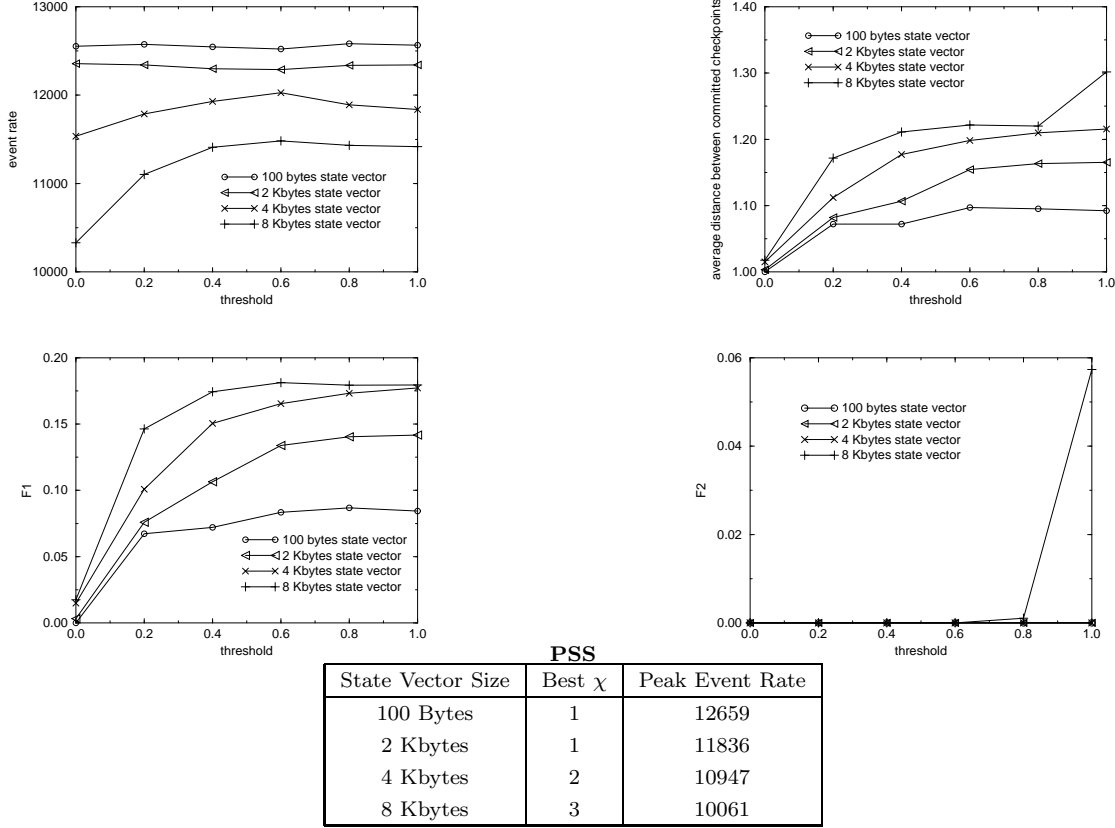 13000
12000
11000
10000
event rate
0.0 0.2 0.4 0.6 0.8 1.0
threshold
100 bytes state vector
2 Kbytes state vector
4 Kbytes state vector
8 Kbytes state vector
1.40
1.30
1.20
1.10
1.00
average distance between committed checkpoints
0.0 0.2 0.4 0.6 0.8 1.0
threshold
100 bytes state vector
2 Kbytes state vector
4 Kbytes state vector
8 Kbytes state vector
0.20
0.15
0.10
0.05
0.00
F1
0.0 0.2 0.4 0.6 0.8 1.0
threshold
100 bytes state vector
2 Kbytes state vector
4 Kbytes state vector
8 Kbytes state vector
0.06
0.04
0.02
0.00
F2
0.0 0.2 0.4 0.6 0.8 1.0
threshold
100 bytes state vector
2 Kbytes state vector
4 Kbytes state vector
8 Kbytes state vector
PSS
State Vector Size Best χ Peak Event Rate
100 Bytes 1 12659
2 Kbytes 1 11836
4 Kbytes 2 10947
8 Kbytes 3 10061